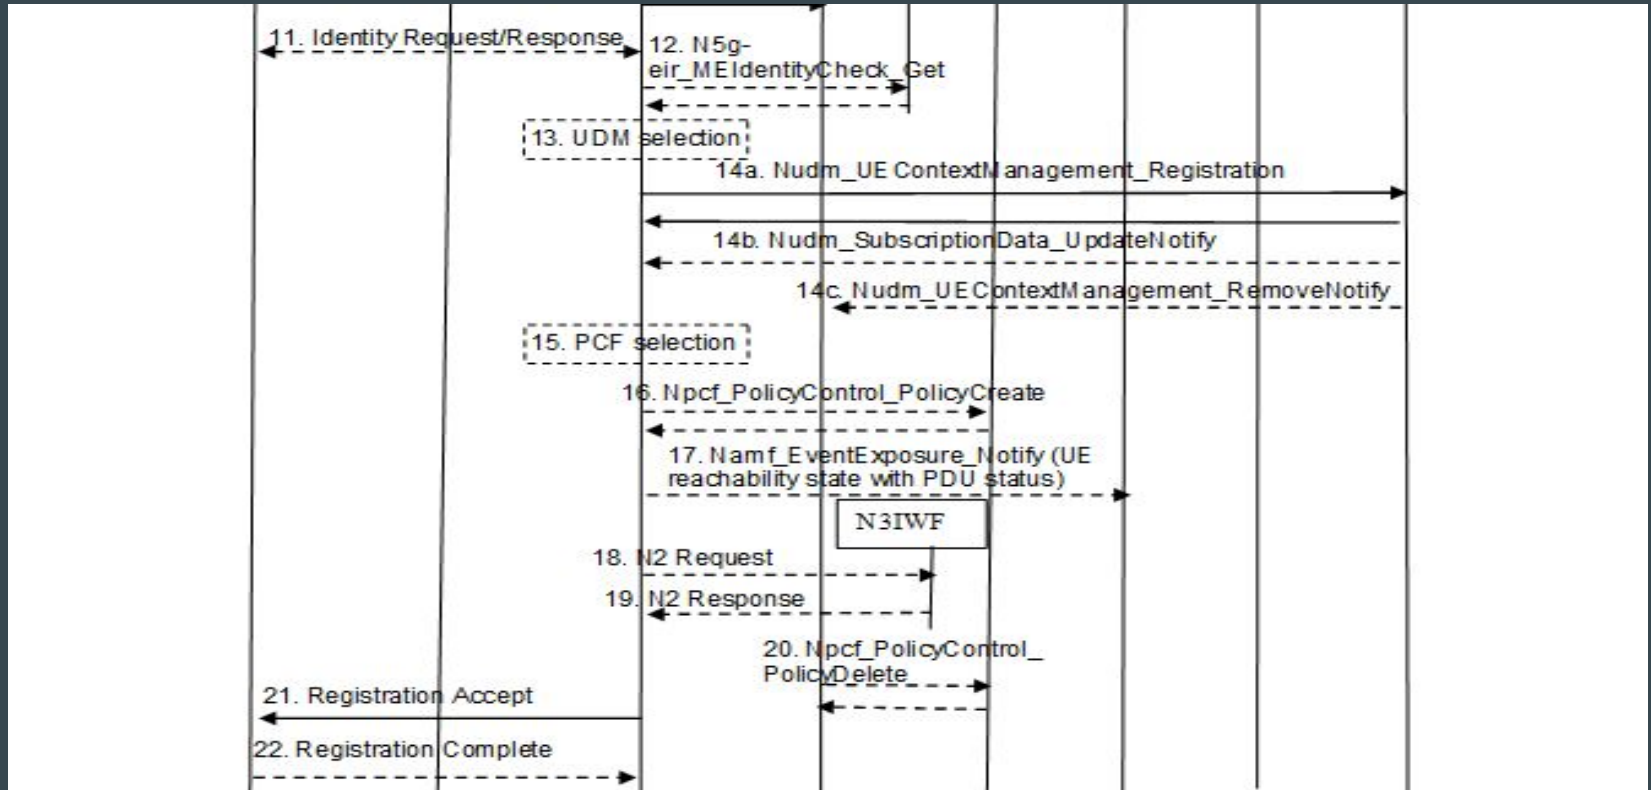 11. Identity Request/Response
12. N5g-
eir_MEIdentityCheck_Get
13. UDM selection
14a. Nudm_UE ContextManagement_Registration
14b. Nudm_SubscriptionData_UpdateNotify
14c. Nudm_UEContextManagement_RemoveNotify
15. PCF selection
16. Npcf_PolicyControl_PolicyCreate
17. Namf_EventExposure_Notify (UE
reachability state with PDU status)
N3IWF
18. N2 Request
19. N2 Response
20. Npcf_PolicyControl_
PolicyDelete
21. Registration Accept
22. Registration Complete